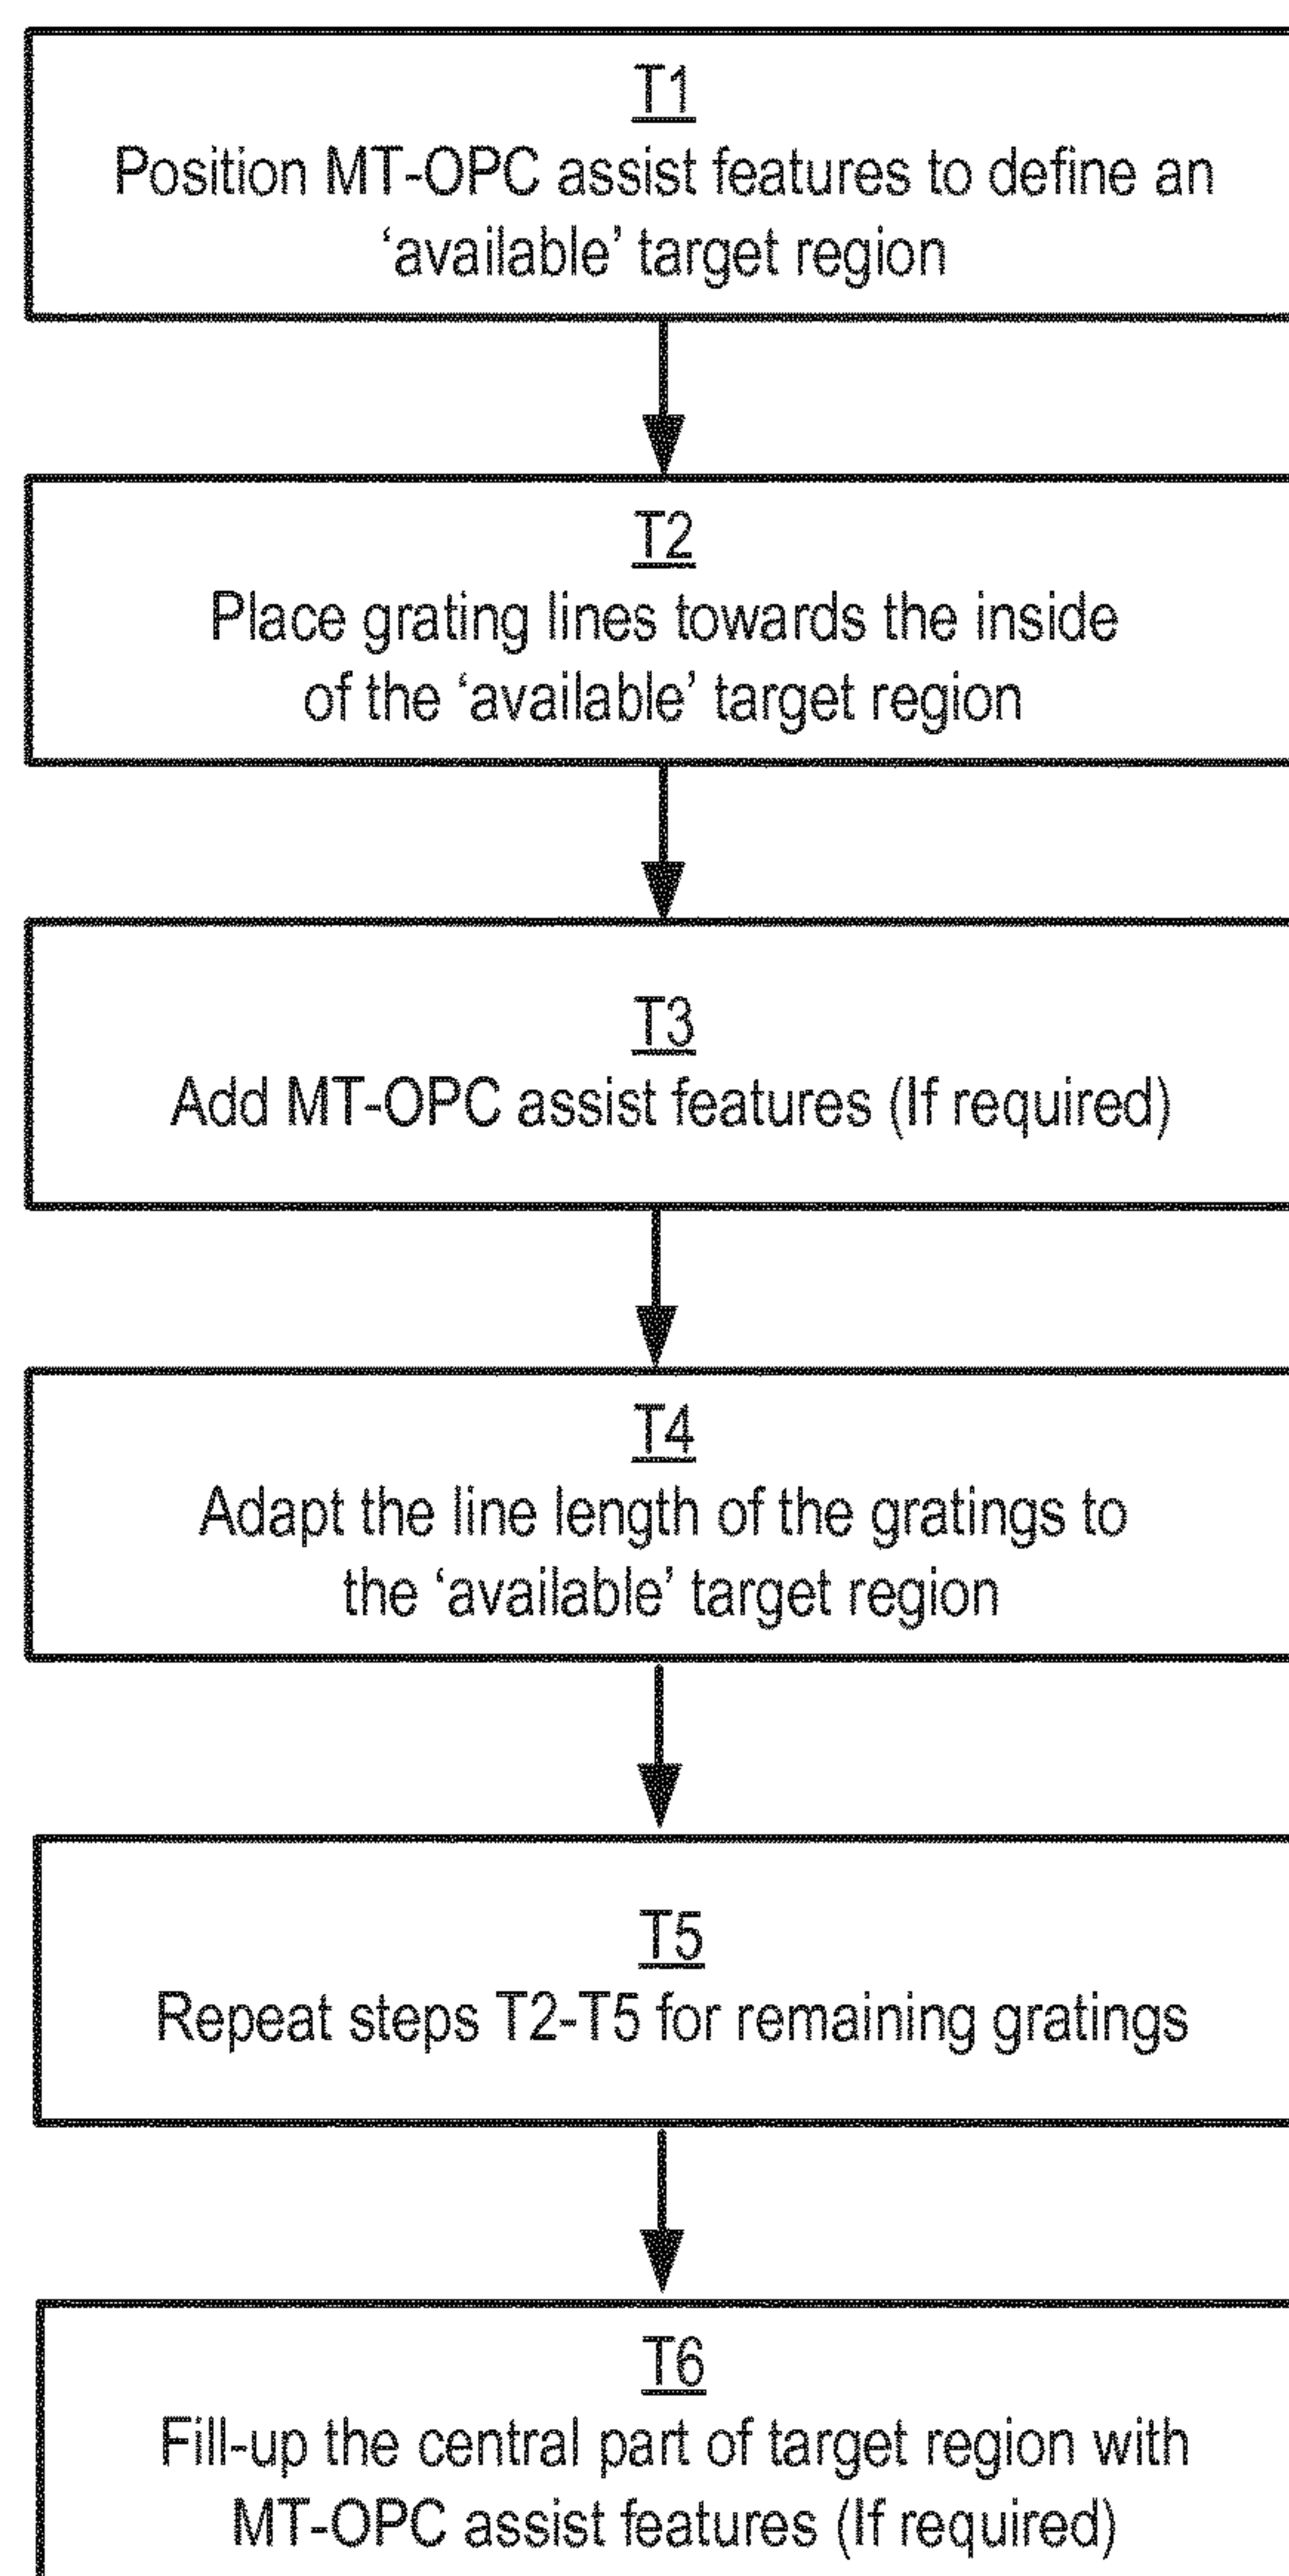 T1
Position MT-OPC assist features to define an
‘available’ target region
T2
Place grating lines towards the inside
of the ‘available’ target region
T3
Add MT-OPC assist features (If required)
T4
Adapt the line length of the gratings to
the ‘available’ target region
T5
Repeat steps T2-T5 for remaining gratings
T6
Fill-up the central part of target region with
MT-OPC assist features (If required)